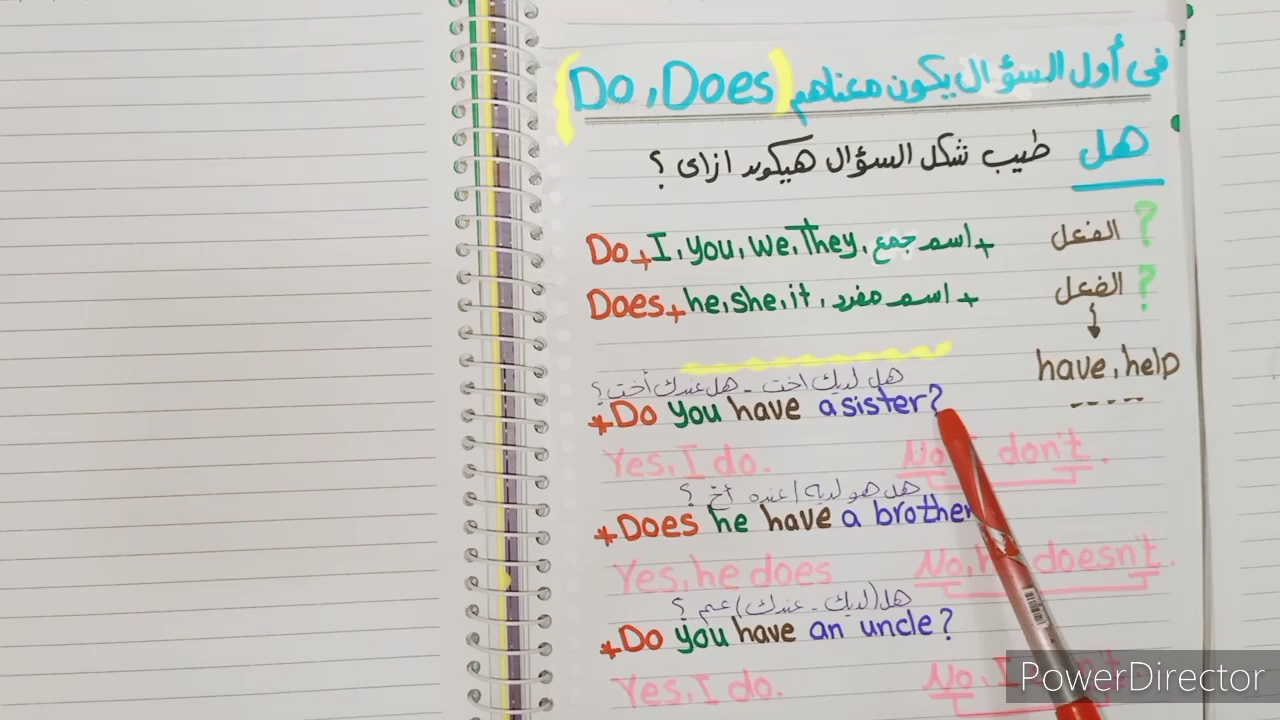 فى أول السؤال يكون معناهم (Do, Does)
هل طيب شكل السؤال هيكون ازاى ؟
Do + I, you, we, They, اسم جمع + الفعل ?
Does + he, she, it, اسم مفرد + الفعل ?
have, help
هل لديك اخت - هل عندك أخت ؟
* Do you have a sister?
Yes, I do. No, I don't.
هل هو لديه / عنده أخ ؟
* Does he have a brother
Yes, he does No, doesn't.
هل (لديك - عندك) عم ؟
* Do you have an uncle?
Yes, I do. No, I
PowerDirector